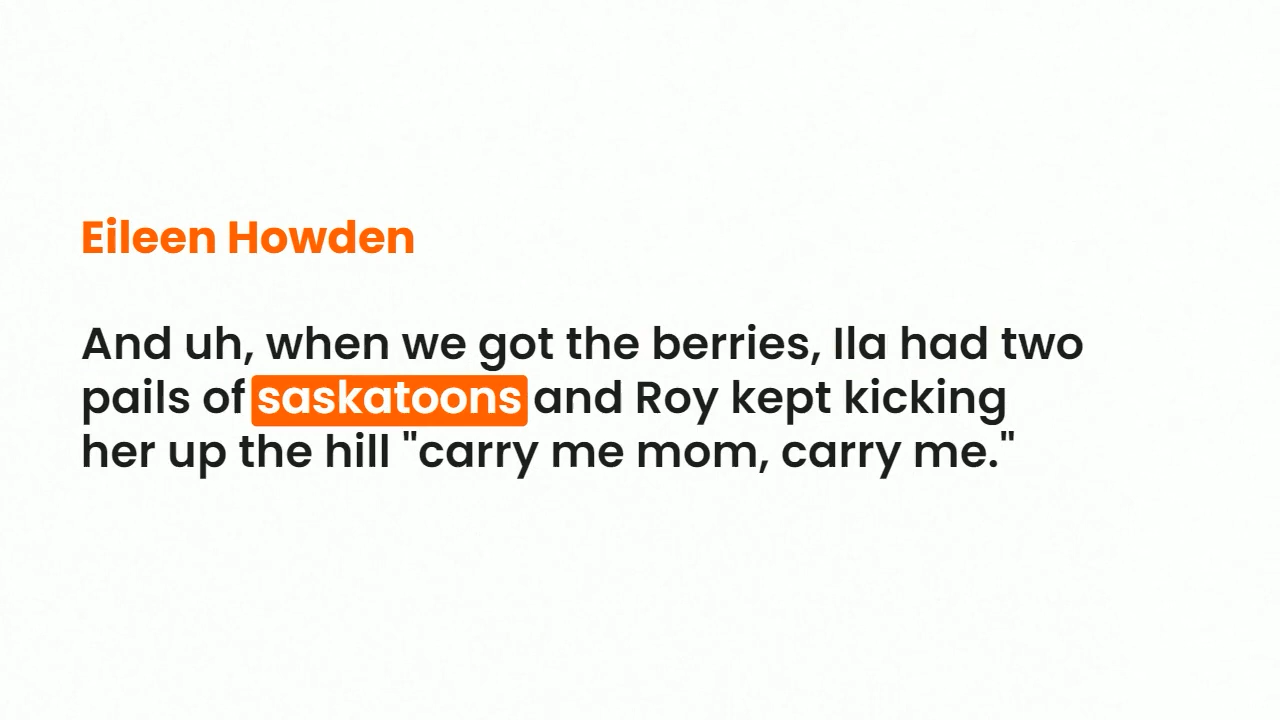 Eileen Howden
And uh, when we got the berries, Ila had two
pails of saskatoons and Roy kept kicking
her up the hill "carry me mom, carry me."